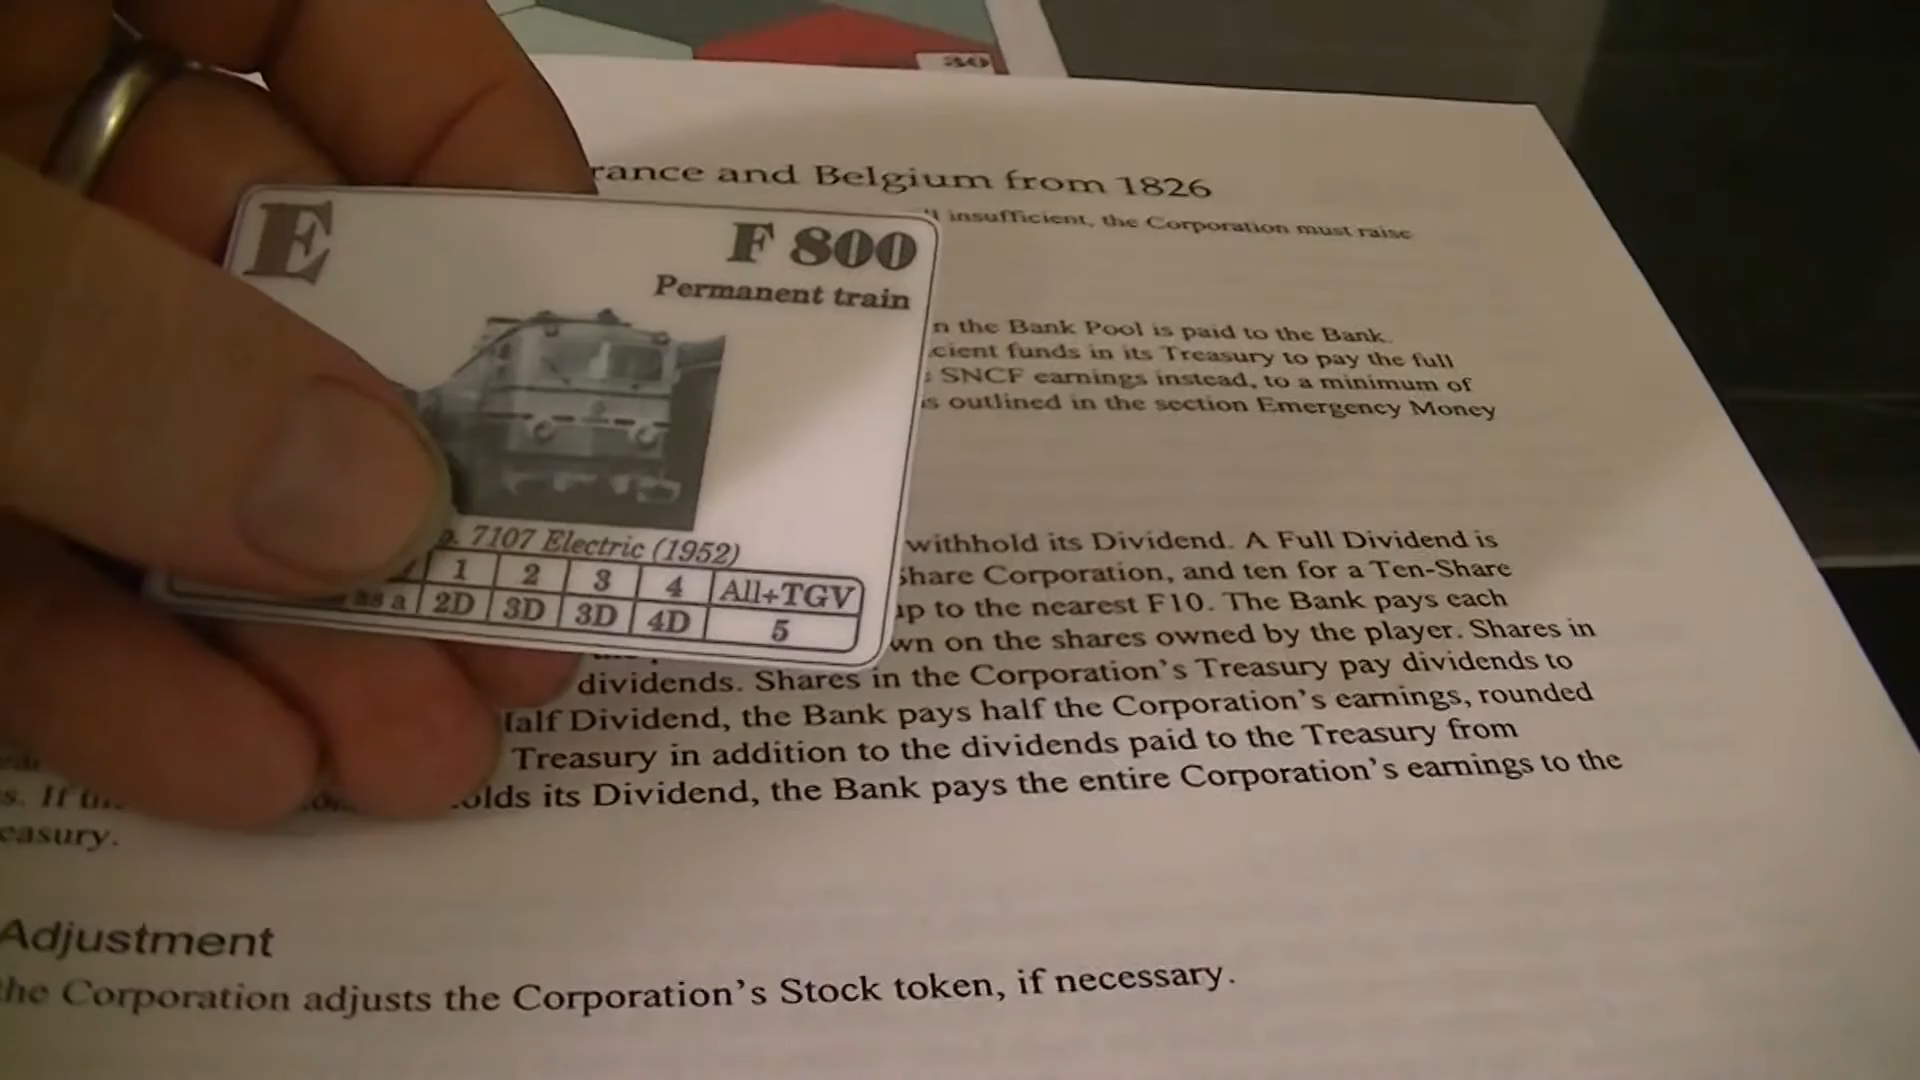 30
rance and Belgium from 1826
insufficient, the Corporation must raise
E
F 800
Permanent train
n the Bank Pool is paid to the Bank.
cient funds in its Treasury to pay the full
SNCF earnings instead, to a minimum of
is outlined in the section Emergency Money
7107 Electric (1952)
1 2 3 4 All+TGV
as a 2D 3D 3D 4D 5
withhold its Dividend. A Full Dividend is
share Corporation, and ten for a Ten-Share
up to the nearest F10. The Bank pays each
wn on the shares owned by the player. Shares in
dividends. Shares in the Corporation's Treasury pay dividends to
Half Dividend, the Bank pays half the Corporation's earnings, rounded
Treasury in addition to the dividends paid to the Treasury from
s. If olds its Dividend, the Bank pays the entire Corporation's earnings to the
easury.
Adjustment
the Corporation adjusts the Corporation's Stock token, if necessary.